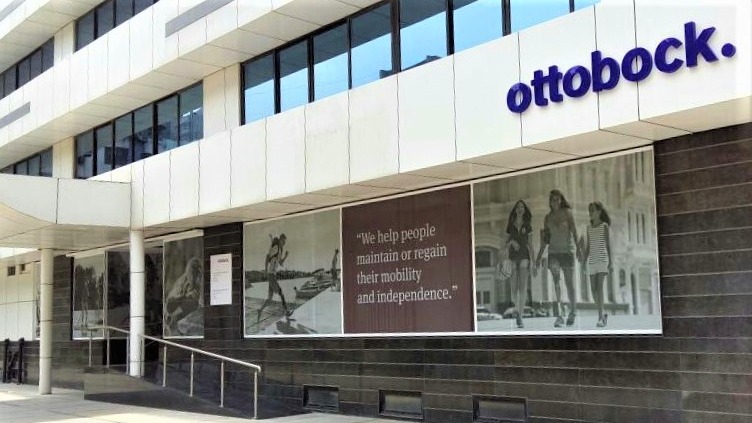 ottobock.
"We help people
maintain or regain
their mobility
and independence."